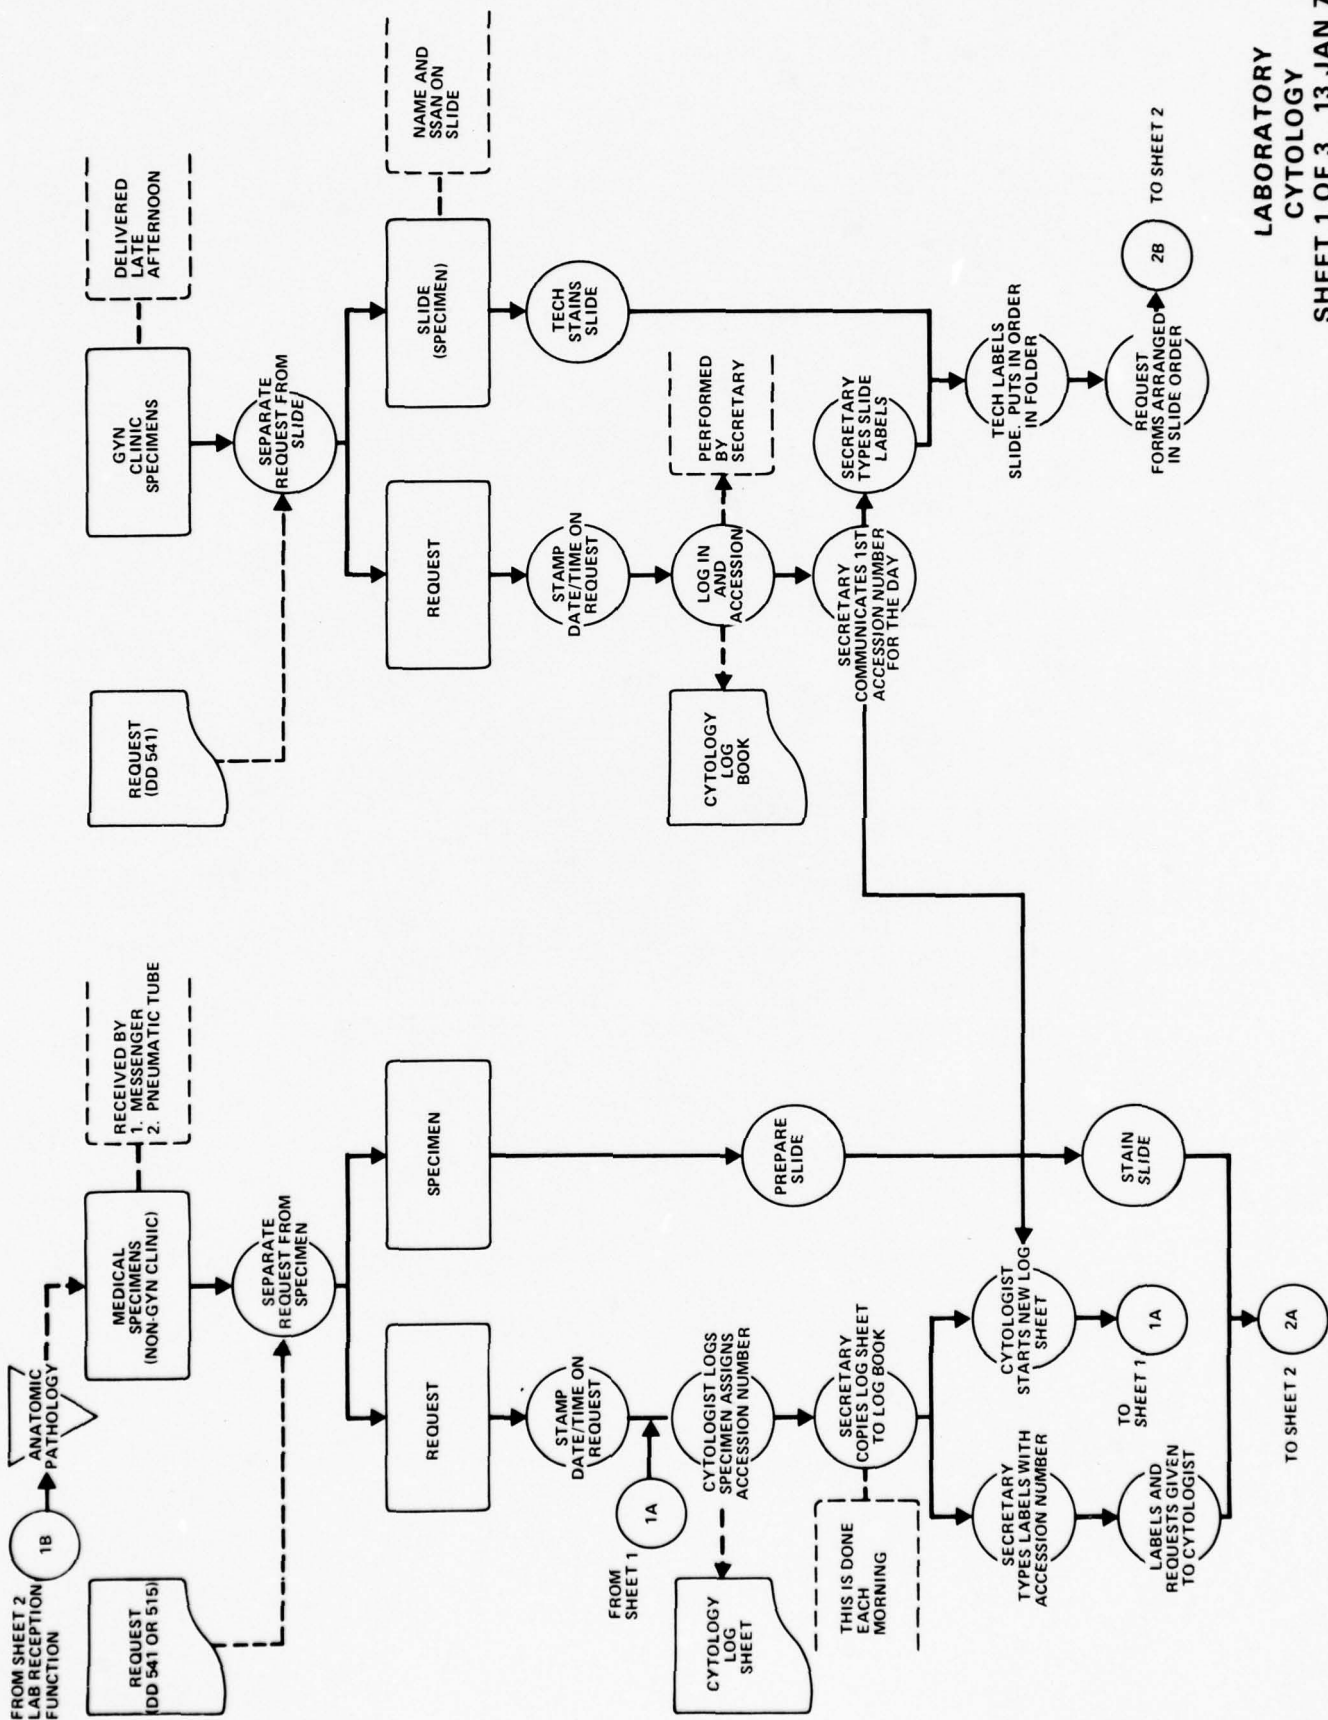 FROM SHEET 2
LAB RECEPTION
FUNCTION
1B
ANATOMIC
PATHOLOGY
REQUEST
(DD 541 OR 515)
MEDICAL
SPECIMENS
(NON-GYN CLINIC)
RECEIVED BY
1. MESSENGER
2. PNEUMATIC TUBE
SEPARATE
REQUEST FROM
SPECIMEN
REQUEST
SPECIMEN
STAMP
DATE/TIME ON
REQUEST
FROM
SHEET 1
1A
CYTOLOGIST LOGS
SPECIMEN ASSIGNS
ACCESSION NUMBER
CYTOLOGY
LOG
SHEET
PREPARE
SLIDE
THIS IS DONE
EACH
MORNING
SECRETARY
COPIES LOG SHEET
TO LOG BOOK
SECRETARY
TYPES LABELS WITH
ACCESSION NUMBER
CYTOLOGIST
STARTS NEW LOG
SHEET
STAIN
SLIDE
LABELS AND
REQUESTS GIVEN
TO CYTOLOGIST
TO
SHEET 1
1A
TO SHEET 2
2A
REQUEST
(DD 541)
GYN
CLINIC
SPECIMENS
DELIVERED
LATE
AFTERNOON
SEPARATE
REQUEST FROM
SLIDE
REQUEST
SLIDE
(SPECIMEN)
NAME AND
SSAN ON
SLIDE
STAMP
DATE/TIME ON
REQUEST
TECH
STAINS
SLIDE
CYTOLOGY
LOG
BOOK
LOG IN
AND
ACCESSION
PERFORMED
BY
SECRETARY
SECRETARY
COMMUNICATES 1ST
ACCESSION NUMBER
FOR THE DAY
SECRETARY
TYPES SLIDE
LABELS
TECH LABELS
SLIDE. PUTS IN ORDER
IN FOLDER
REQUEST
FORMS ARRANGED
IN SLIDE ORDER
2B
TO SHEET 2
LABORATORY
CYTOLOGY
SHEET 1 OF 3 13 JAN